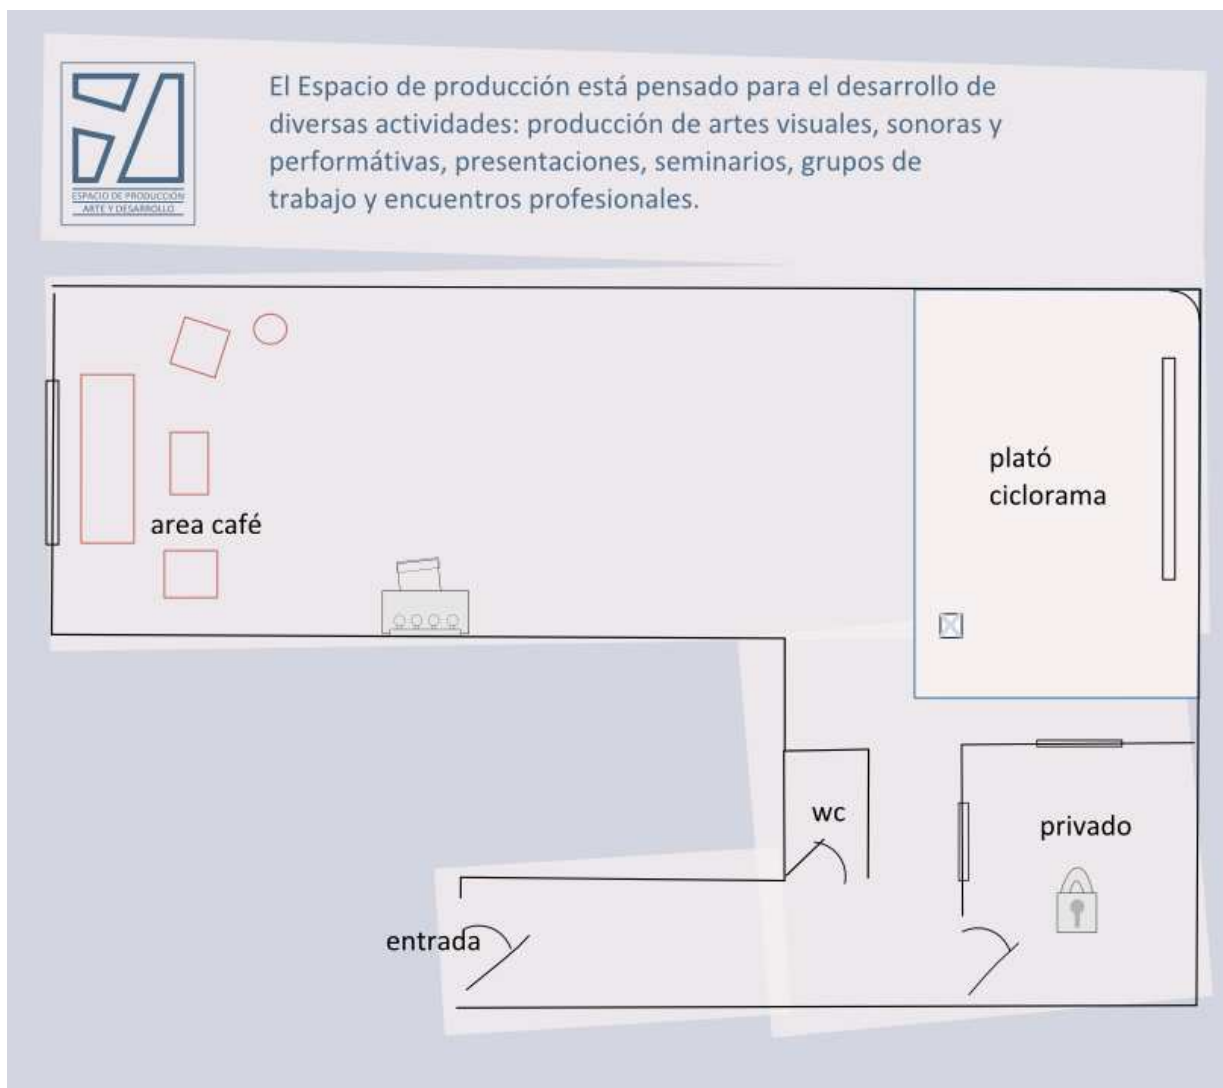 El Espacio de producción está pensado para el desarrollo de
diversas actividades: producción de artes visuales, sonoras y
performátivas, presentaciones, seminarios, grupos de
trabajo y encuentros profesionales.
ESPACIO DE PRODUCCIÓN
ARTE Y DESARROLLO
plató
ciclorama
area café
wc
privado
entrada